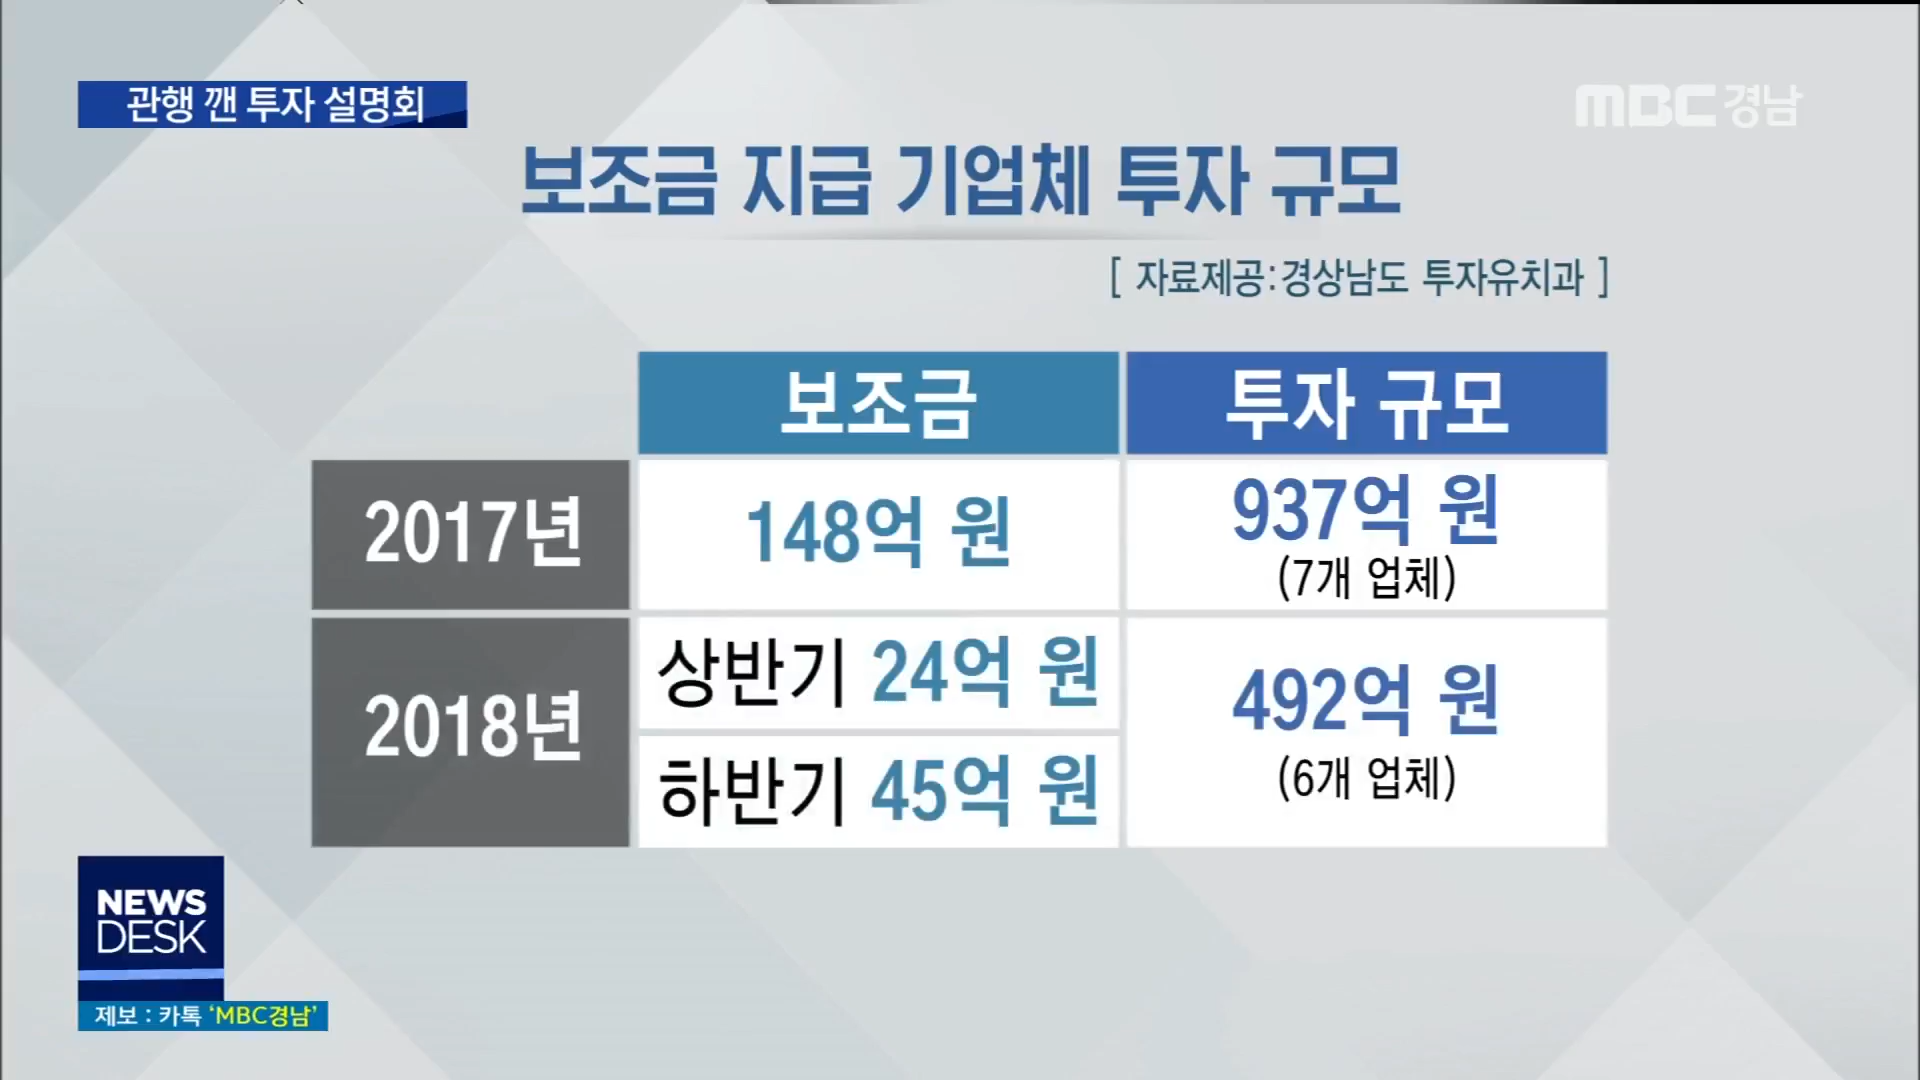 관행 깬 투자 설명회
MBC경남
보조금 지급 기업체 투자 규모
[ 자료제공:경상남도 투자유치과 ]
보조금 투자 규모
2017년 148억 원 937억 원
(7개 업체)
2018년 상반기 24억 원 492억 원
하반기 45억 원 (6개 업체)
NEWS
DESK
제보 : 카톡 ‘MBC경남’